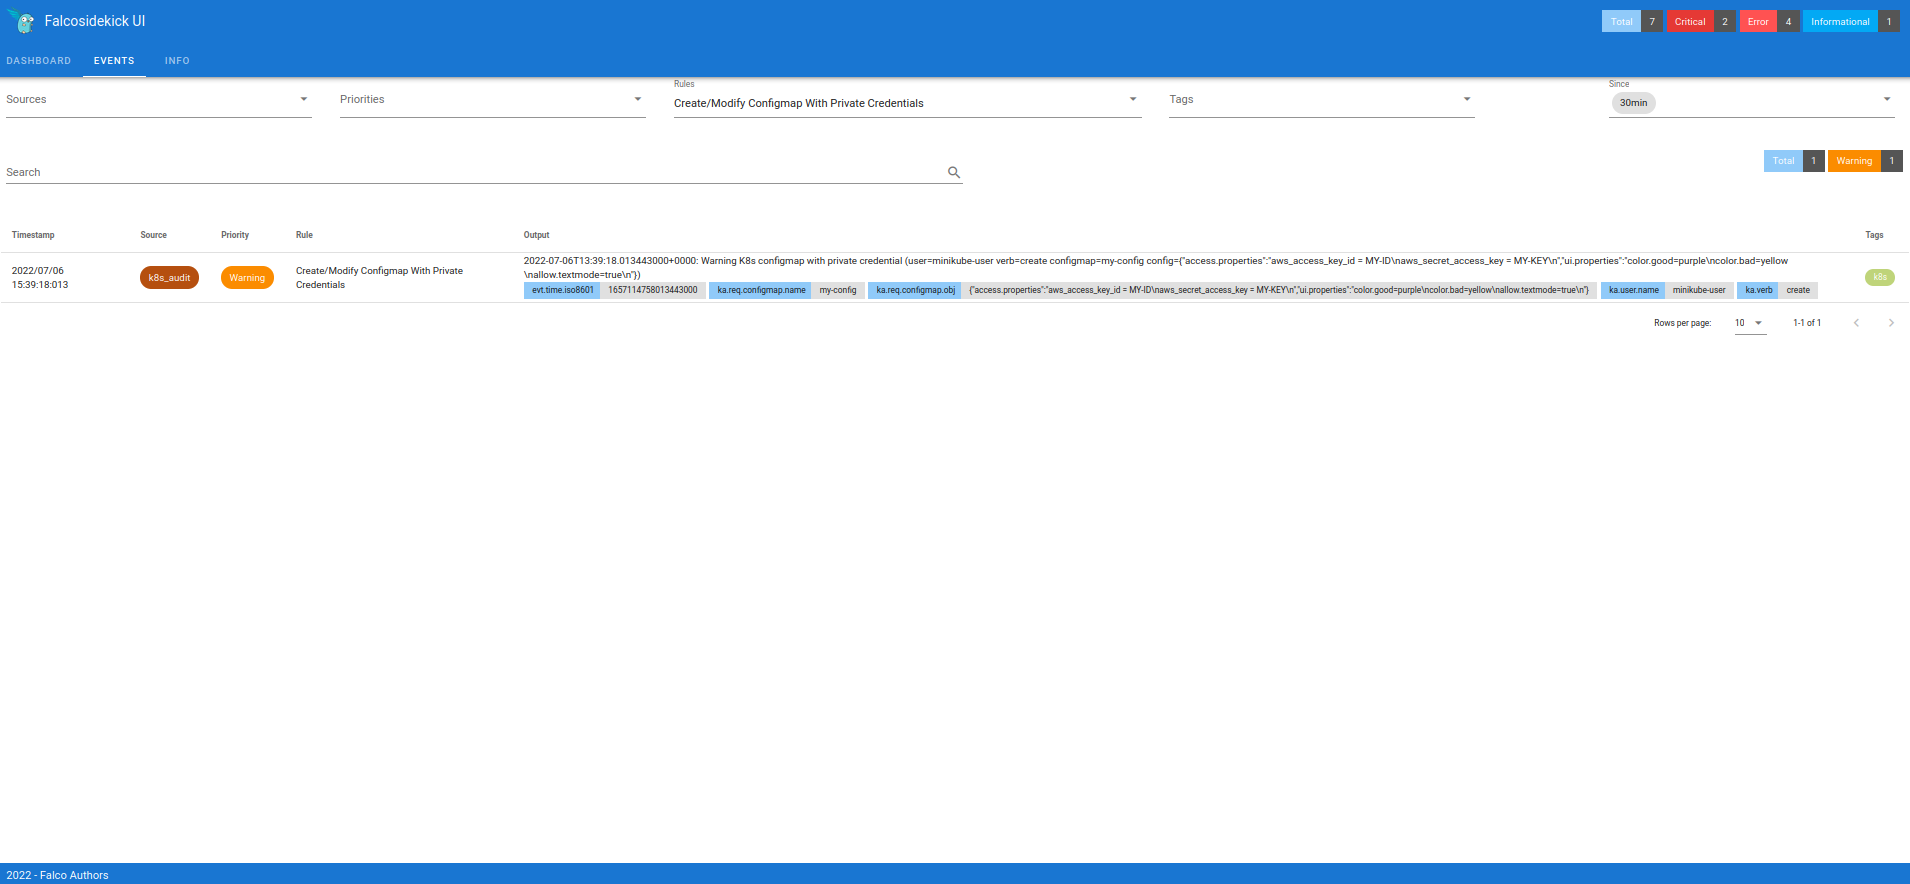 Falcosidekick UI
Total 7 Critical 2 Error 4 Informational 1
DASHBOARD EVENTS INFO
Sources
Priorities
Rules
Create/Modify Configmap With Private Credentials
Tags
Since
30min
Search
Total 1 Warning 1
Timestamp Source Priority Rule Output Tags
2022/07/06
15:39:18:013
k8s_audit
Warning
Create/Modify Configmap With Private
Credentials
2022-07-06T13:39:18.013443000+0000: Warning K8s configmap with private credential (user=minikube-user verb=create configmap=my-config config={"access.properties":"aws_access_key_id = MY-ID\naws_secret_access_key = MY-KEY\n","ui.properties":"color.good=purple\ncolor.bad=yellow
\nallow.textmode=true\n"})
evt.time.iso8601 1657114758013443000 ka.req.configmap.name my-config ka.req.configmap.obj {"access.properties":"aws_access_key_id = MY-ID\naws_secret_access_key = MY-KEY\n","ui.properties":"color.good=purple\ncolor.bad=yellow\nallow.textmode=true\n"} ka.user.name minikube-user ka.verb create
k8s
Rows per page: 10 1-1 of 1
2022 - Falco Authors